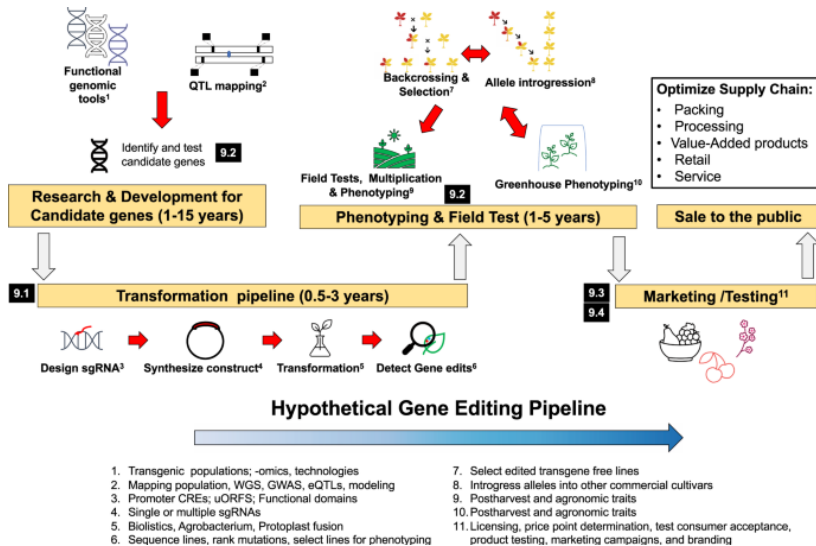 Functional
genomic
tools1
QTL mapping2
Identify and test
candidate genes
9.2
Research & Development for
Candidate genes (1-15 years)
Backcrossing &
Selection7
Allele introgression8
Field Tests, Multiplication
& Phenotyping9
9.2
Greenhouse Phenotyping10
Phenotyping & Field Test (1-5 years)
Optimize Supply Chain:
• Packing
• Processing
• Value-Added products
• Retail
• Service
Sale to the public
9.1
Transformation pipeline (0.5-3 years)
9.3
9.4
Marketing /Testing11
Design sgRNA3
Synthesize construct4
Transformation5
Detect Gene edits6
Hypothetical Gene Editing Pipeline
1. Transgenic populations; -omics, technologies
2. Mapping population, WGS, GWAS, eQTLs, modeling
3. Promoter CREs; uORFS; Functional domains
4. Single or multiple sgRNAs
5. Biolistics, Agrobacterium, Protoplast fusion
6. Sequence lines, rank mutations, select lines for phenotyping
7. Select edited transgene free lines
8. Introgress alleles into other commercial cultivars
9. Postharvest and agronomic traits
10. Postharvest and agronomic traits
11. Licensing, price point determination, test consumer acceptance,
product testing, marketing campaigns, and branding